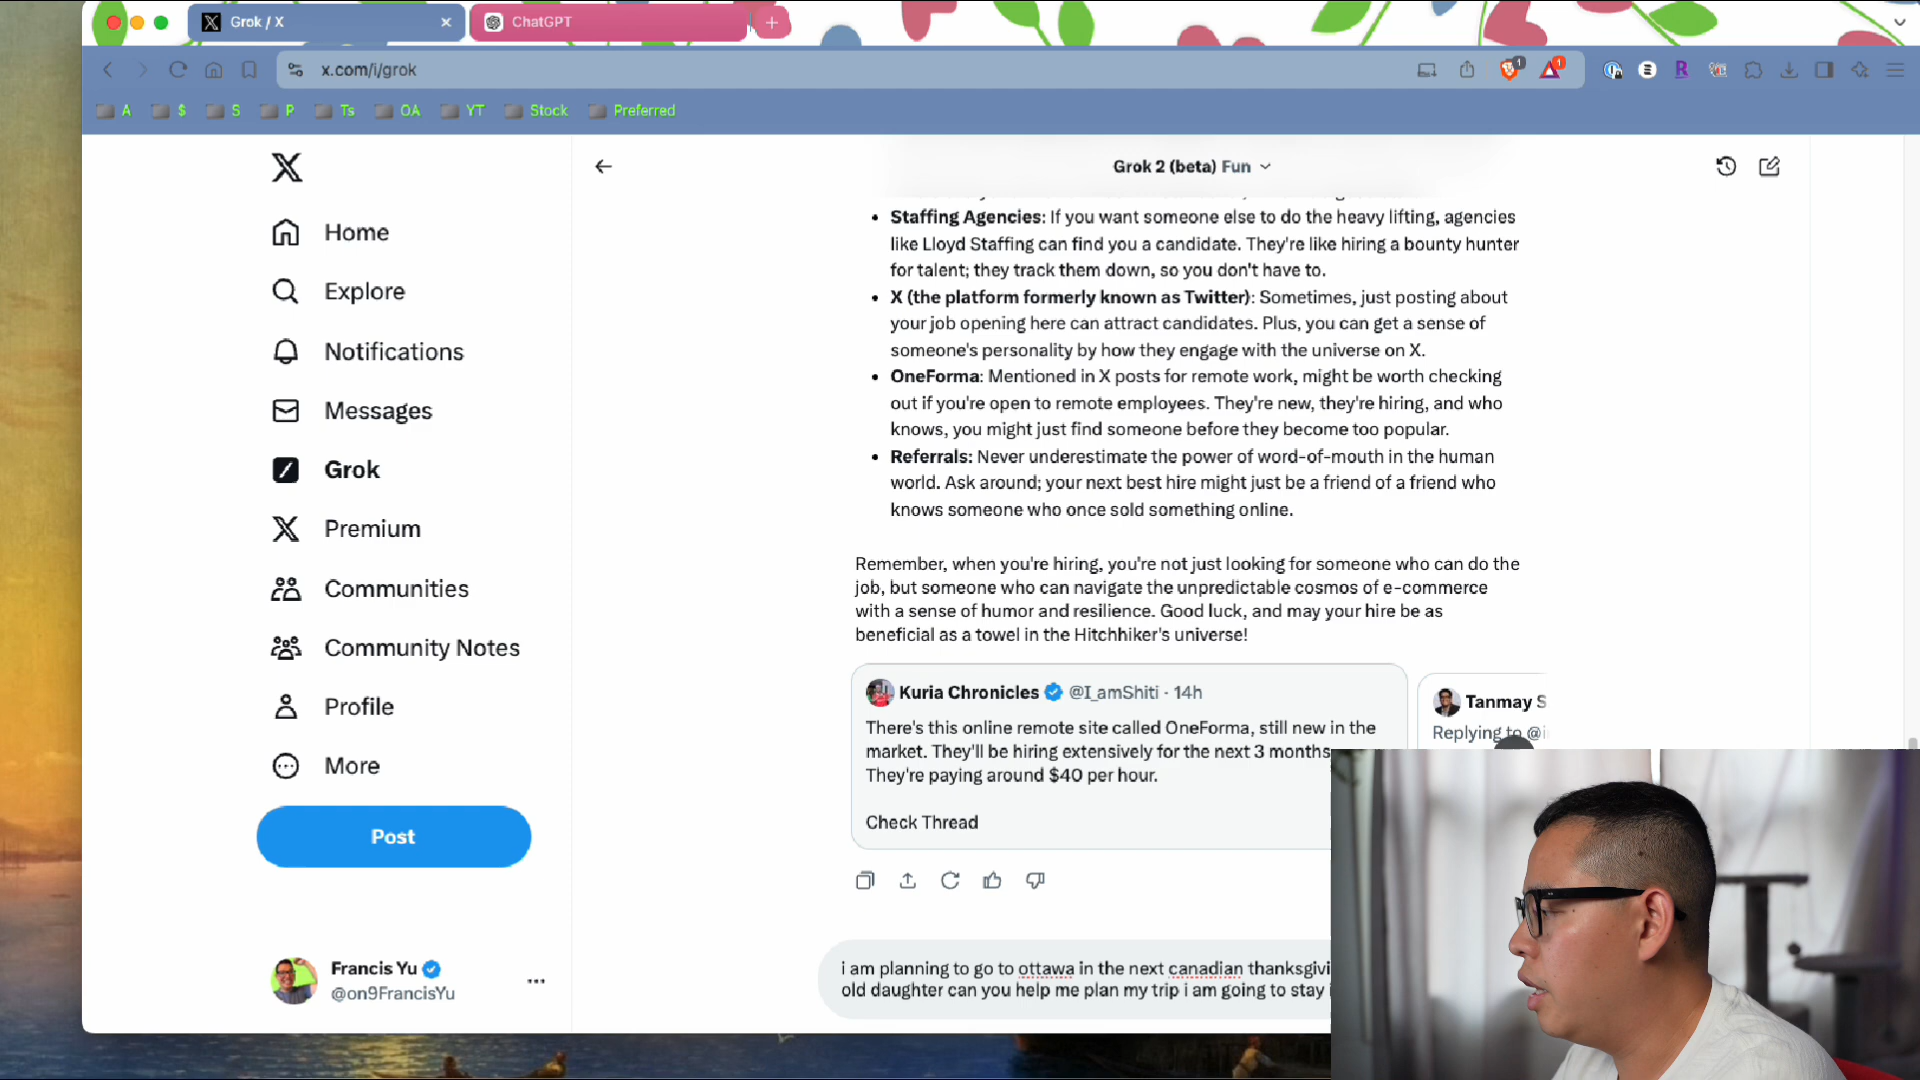 Grok / X
ChatGPT
x.com/i/grok
1
1
A
$
S
P
Ts
OA
YT
Stock
Preferred
Grok 2 (beta) Fun
Home
Explore
Notifications
Messages
Grok
Premium
Communities
Community Notes
Profile
More
Post
Francis Yu
@on9FrancisYu
• Staffing Agencies: If you want someone else to do the heavy lifting, agencies
like Lloyd Staffing can find you a candidate. They're like hiring a bounty hunter
for talent; they track them down, so you don't have to.
• X (the platform formerly known as Twitter): Sometimes, just posting about
your job opening here can attract candidates. Plus, you can get a sense of
someone's personality by how they engage with the universe on X.
• OneForma: Mentioned in X posts for remote work, might be worth checking
out if you're open to remote employees. They're new, they're hiring, and who
knows, you might just find someone before they become too popular.
• Referrals: Never underestimate the power of word-of-mouth in the human
world. Ask around; your next best hire might just be a friend of a friend who
knows someone who once sold something online.
Remember, when you're hiring, you're not just looking for someone who can do the
job, but someone who can navigate the unpredictable cosmos of e-commerce
with a sense of humor and resilience. Good luck, and may your hire be as
beneficial as a towel in the Hitchhiker's universe!
Kuria Chronicles @I_amShiti · 14h
There's this online remote site called OneForma, still new in the
market. They'll be hiring extensively for the next 3 months
They're paying around $40 per hour.
Check Thread
Tanmay S
Replying to @i
i am planning to go to ottawa in the next canadian thanksgivi
old daughter can you help me plan my trip i am going to stay